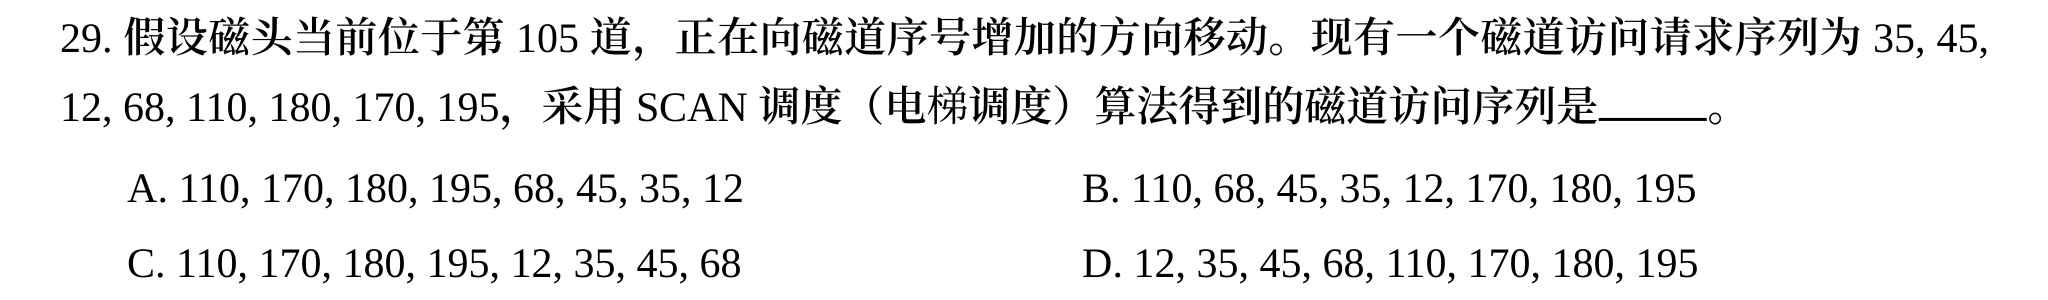 29. 假设磁头当前位于第 105 道，正在向磁道序号增加的方向移动。现有一个磁道访问请求序列为 35, 45,
12, 68, 110, 180, 170, 195，采用 SCAN 调度（电梯调度）算法得到的磁道访问序列是_____。
A. 110, 170, 180, 195, 68, 45, 35, 12
B. 110, 68, 45, 35, 12, 170, 180, 195
C. 110, 170, 180, 195, 12, 35, 45, 68
D. 12, 35, 45, 68, 110, 170, 180, 195